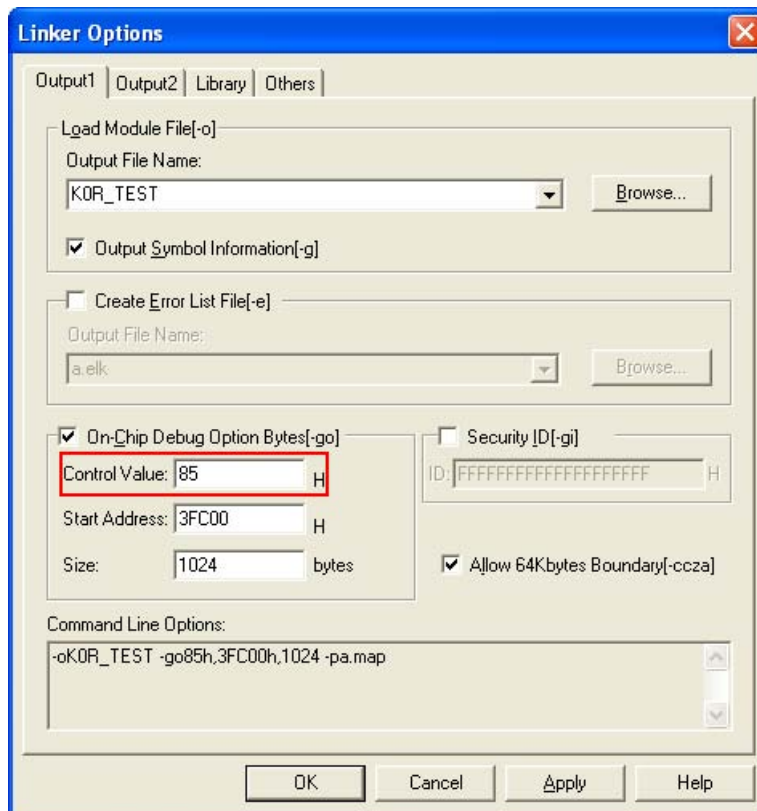 Linker Options
Output1 Output2 Library Others
Load Module File[-o]
Output File Name:
K0R_TEST Browse...
Output Symbol Information[-g]
Create Error List File[-e]
Output File Name:
a.elk Browse...
On-Chip Debug Option Bytes[-go] Security ID[-gi]
Control Value: 85 H ID: FFFFFFFFFFFFFFFFFFFF H
Start Address: 3FC00 H
Size: 1024 bytes Allow 64Kbytes Boundary[-ccza]
Command Line Options:
-oK0R_TEST -go85h,3FC00h,1024 -pa.map
OK Cancel Apply Help